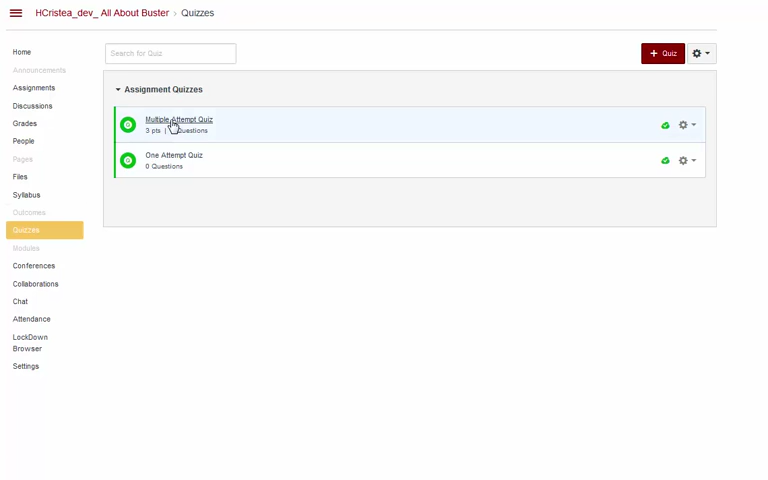 HCristea_dev_ All About Buster › Quizzes
Home
Announcements
Assignments
Discussions
Grades
People
Pages
Files
Syllabus
Outcomes
Quizzes
Modules
Conferences
Collaborations
Chat
Attendance
LockDown
Browser
Settings
Search for Quiz
+ Quiz
Assignment Quizzes
Multiple Attempt Quiz
3 pts | Questions
One Attempt Quiz
0 Questions